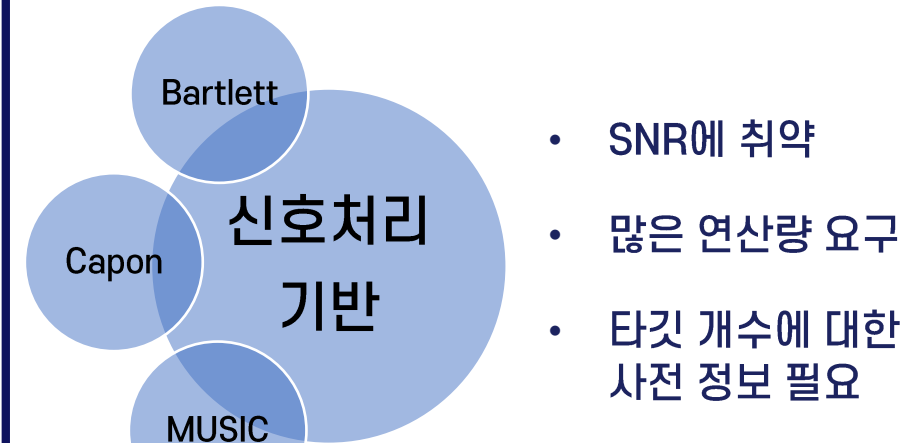 Bartlett
Capon
MUSIC
신호처리
기반
• SNR에 취약
• 많은 연산량 요구
• 타깃 개수에 대한
사전 정보 필요